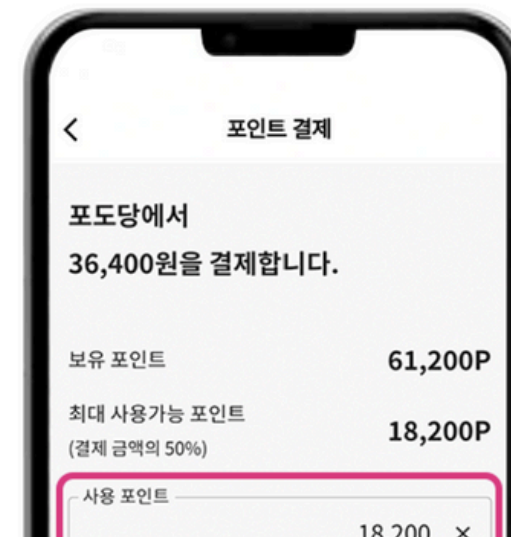 포인트 결제
포도당에서
36,400원을 결제합니다.
보유 포인트
61,200P
최대 사용가능 포인트
(결제 금액의 50%)
18,200P
사용 포인트
18,200 ×